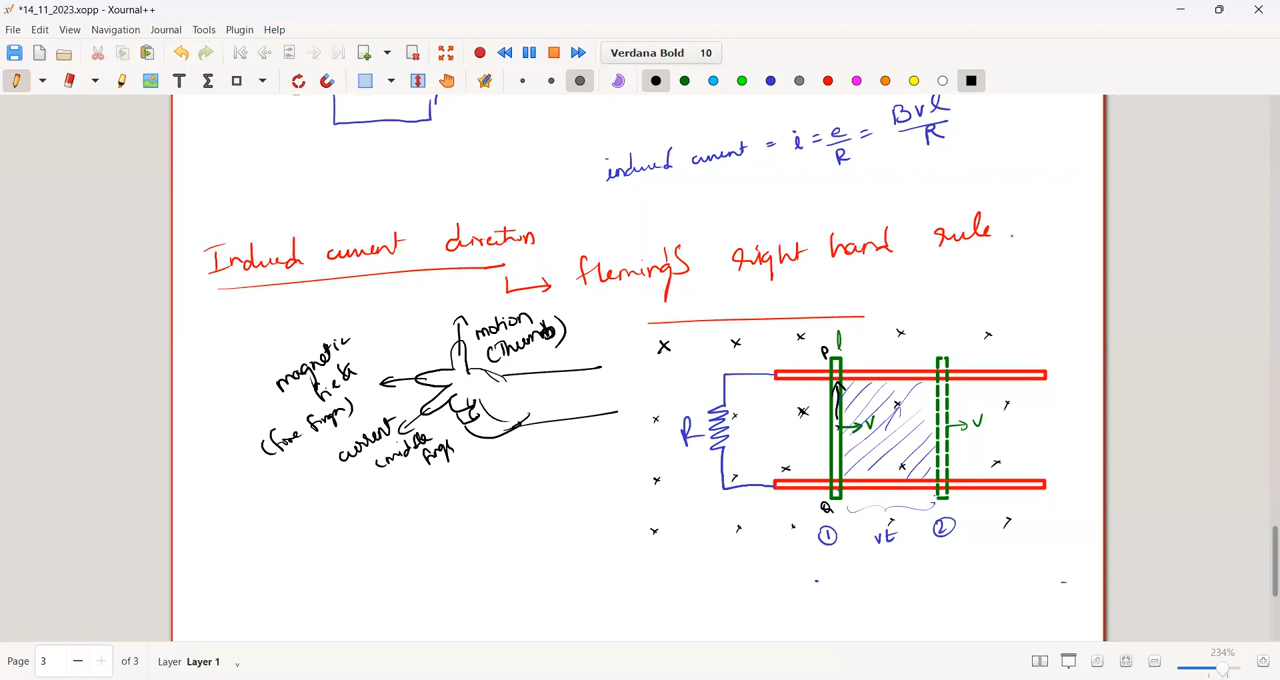 *14_11_2023.xopp - Xournal++
File Edit View Navigation Journal Tools Plugin Help
Verdana Bold 10
induced current = i = e/R = Bvl/R
Induced current direction
↳ Fleming's right hand rule.
motion
(Thumb)
magnetic
field
(fore finger)
current
(middle
finger
P l
R
v v
Q
① vt ②
Page 3 of 3 Layer Layer 1
234%